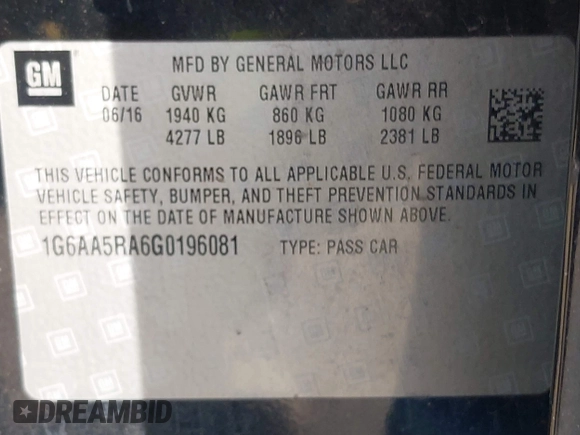 GM
MFD BY GENERAL MOTORS LLC
DATE GVWR GAWR FRT GAWR RR
06/16 1940 KG 860 KG 1080 KG
4277 LB 1896 LB 2381 LB
THIS VEHICLE CONFORMS TO ALL APPLICABLE U.S. FEDERAL MOTOR
VEHICLE SAFETY, BUMPER, AND THEFT PREVENTION STANDARDS IN
EFFECT ON THE DATE OF MANUFACTURE SHOWN ABOVE.
1G6AA5RA6G0196081 TYPE: PASS CAR
DREAMBID